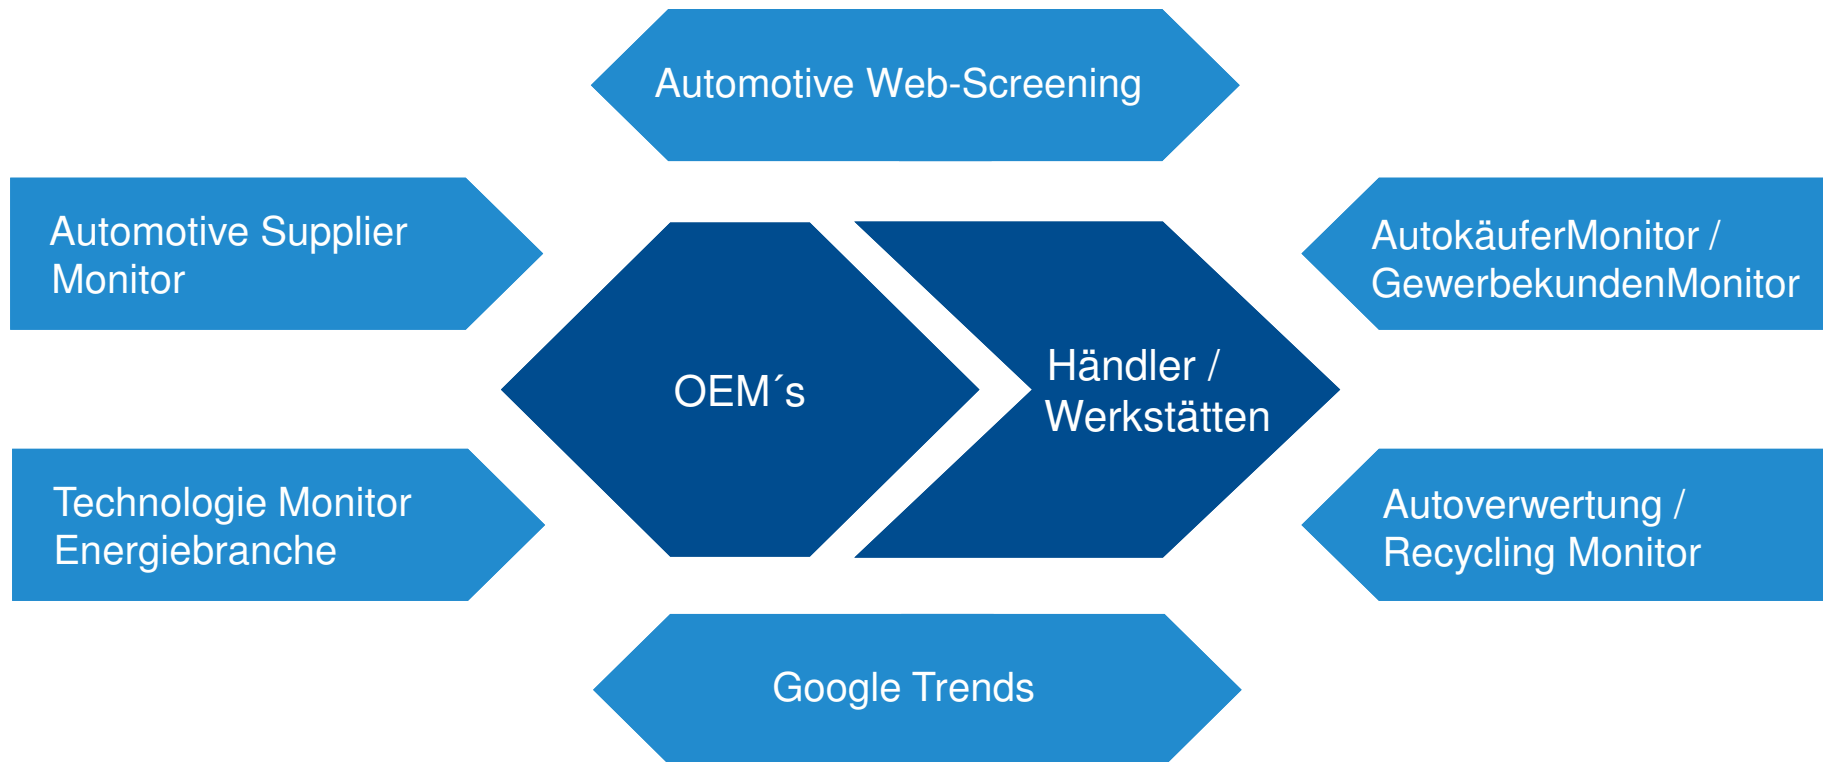 Automotive Web-Screening
Automotive Supplier
Monitor
AutokäuferMonitor /
GewerbekundenMonitor
OEM´s
Händler /
Werkstätten
Technologie Monitor
Energiebranche
Autoverwertung /
Recycling Monitor
Google Trends